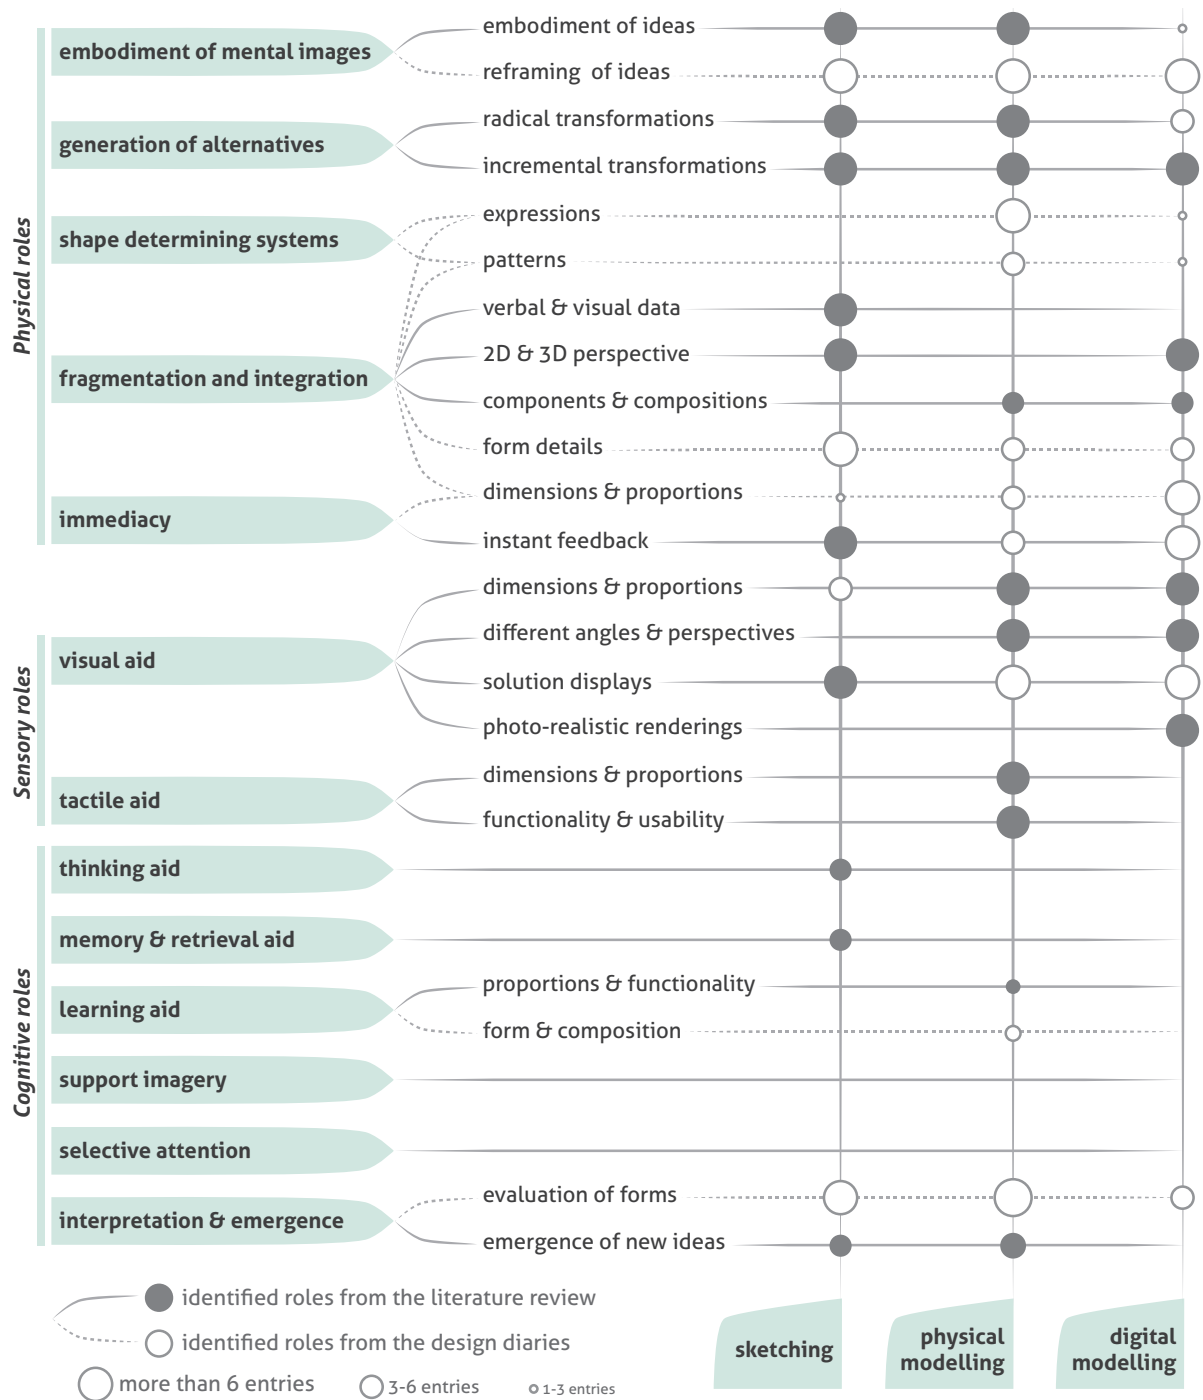 Physical roles
embodiment of mental images
embodiment of ideas
reframing of ideas
generation of alternatives
radical transformations
incremental transformations
shape determining systems
expressions
patterns
fragmentation and integration
verbal & visual data
2D & 3D perspective
components & compositions
form details
immediacy
dimensions & proportions
instant feedback
Sensory roles
visual aid
dimensions & proportions
different angles & perspectives
solution displays
photo-realistic renderings
tactile aid
dimensions & proportions
functionality & usability
Cognitive roles
thinking aid
memory & retrieval aid
learning aid
proportions & functionality
form & composition
support imagery
selective attention
interpretation & emergence
evaluation of forms
emergence of new ideas
identified roles from the literature review
identified roles from the design diaries
more than 6 entries
3-6 entries
1-3 entries
sketching
physical
modelling
digital
modelling